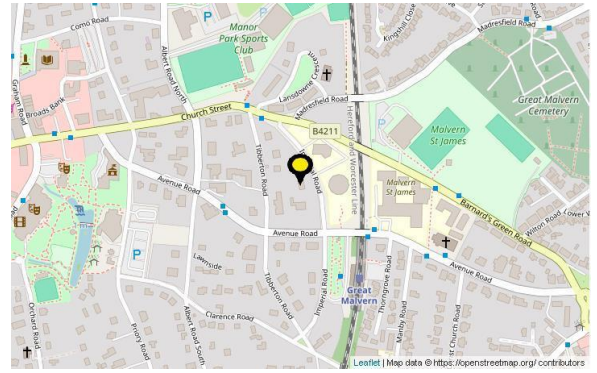 Como Road
Manor
Park Sports
Club
Kingshill Close
Madresfield Road
Albert Road North
Graham Road
Broads Bank
Lansdowne Crescent
Madresfield Road
Great Malvern
Cemetery
Church Street
B4211
Malvern
St James
Hereford and Worcester Line
Tibberton Road
Imperial Road
Malvern
St James
Avenue Road
Barnard's Green Road
Wilton Road
Tower V
Avenue Road
Lawnside
Avenue Road
Great
Malvern
Tibberton Road
Imperial Road
Thorngrove Road
Manby Road
Clarence Road
Orchard Road
Priory Road
Albert Road South
rst Church Road
Leaflet | Map data © https://openstreetmap.org/ contributors